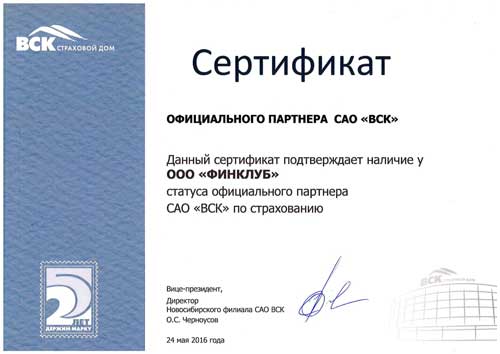 ВСК СТРАХОВОЙ ДОМ
Сертификат
ОФИЦИАЛЬНОГО ПАРТНЕРА САО «ВСК»
Данный сертификат подтверждает наличие у
ООО «ФИНКЛУБ»
статуса официального партнера
САО «ВСК» по страхованию
Вице-президент,
Директор
Новосибирского филиала САО ВСК
О.С. Черноусов
24 мая 2016 года
25
ЛЕТ
ДЕРЖИМ МАРКУ
ВСК СТРАХОВОЙ ДОМ